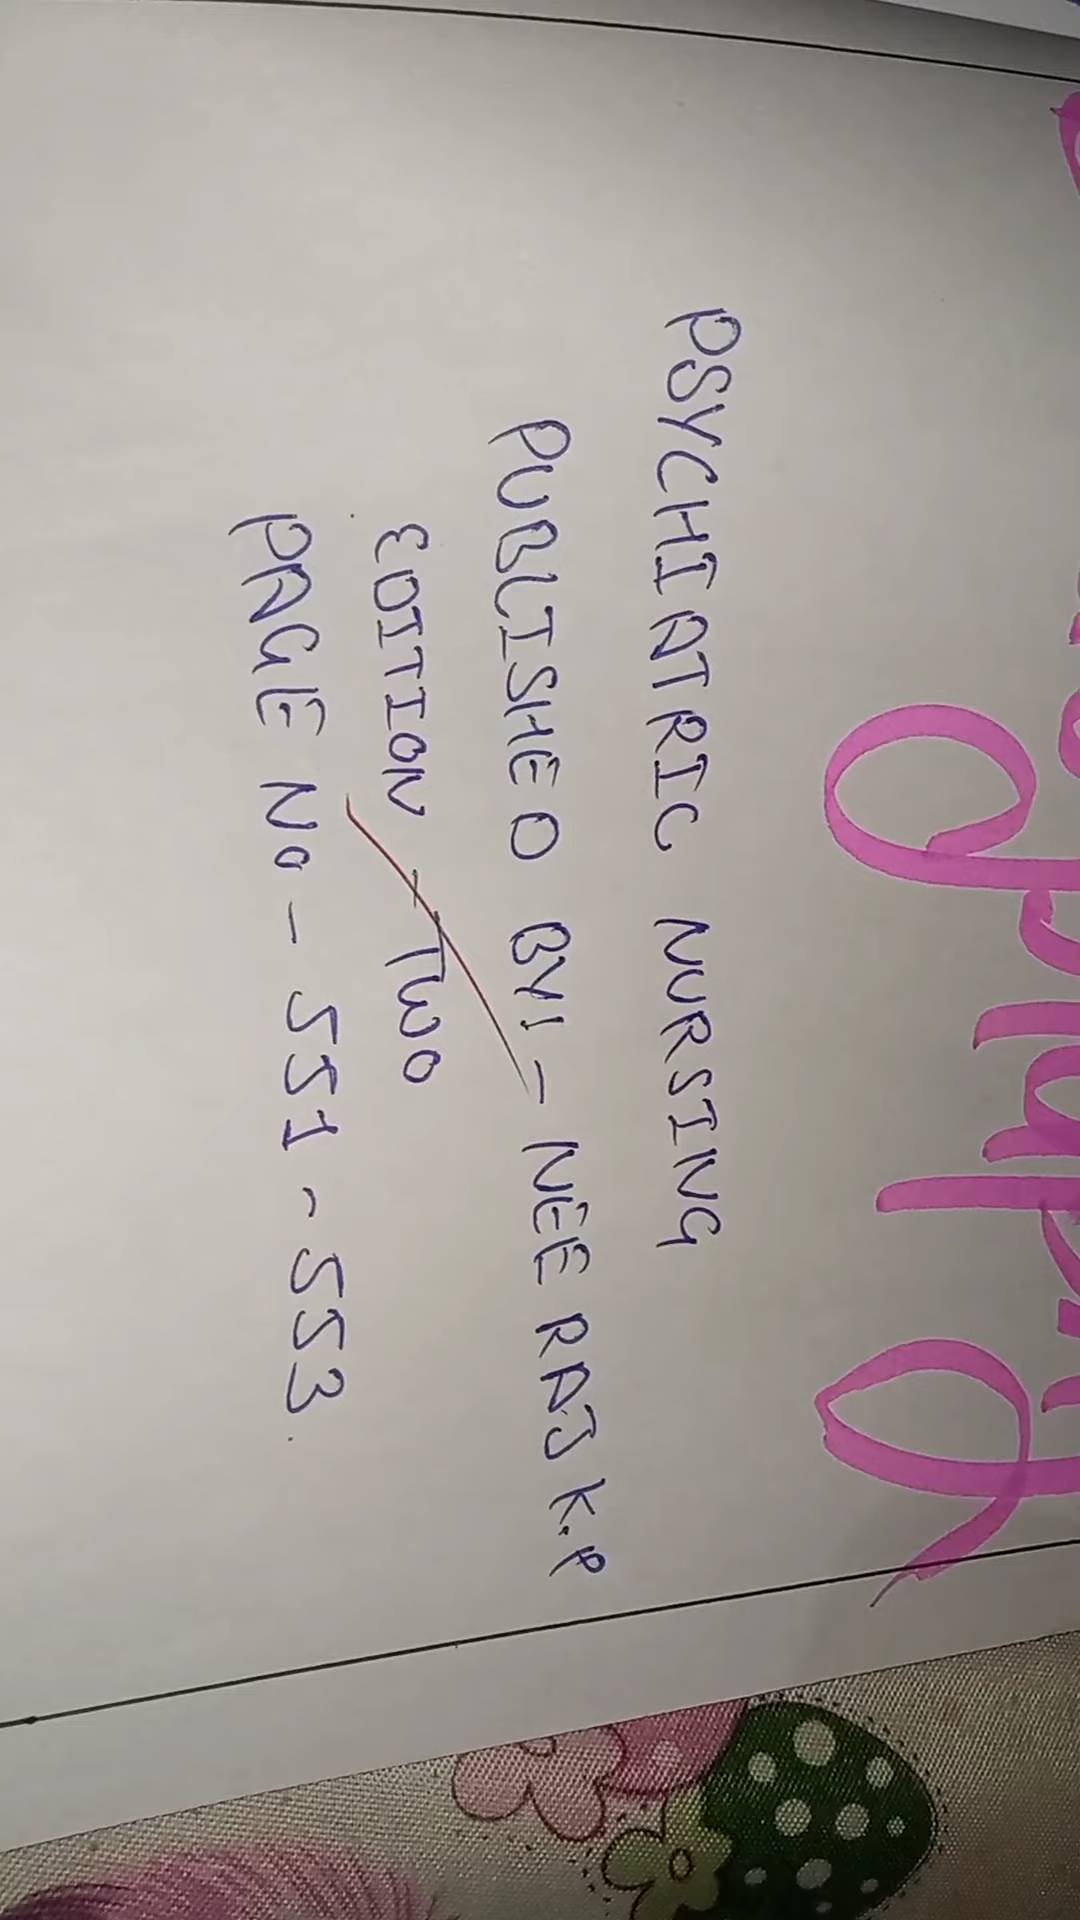 PSYCHIATRIC NURSING
PUBLISHED BY! - NEERAJ K.P
EDITION - TWO
PAGE No - 551 - 553.